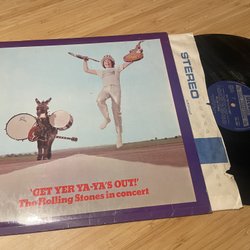 'GET YER YA-YA'S OUT!'
The Rolling Stones in concert
STEREO